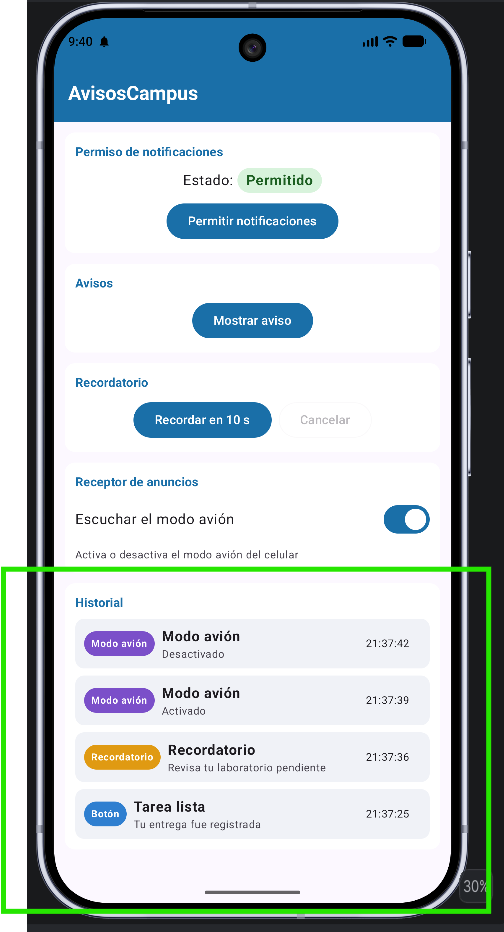 9:40
AvisosCampus
Permiso de notificaciones
Estado: Permitido
Permitir notificaciones
Avisos
Mostrar aviso
Recordatorio
Recordar en 10 s Cancelar
Receptor de anuncios
Escuchar el modo avión
Activa o desactiva el modo avión del celular
Historial
Modo avión Modo avión 21:37:42
Desactivado
Modo avión Modo avión 21:37:39
Activado
Recordatorio Recordatorio 21:37:36
Revisa tu laboratorio pendiente
Botón Tarea lista 21:37:25
Tu entrega fue registrada
30%